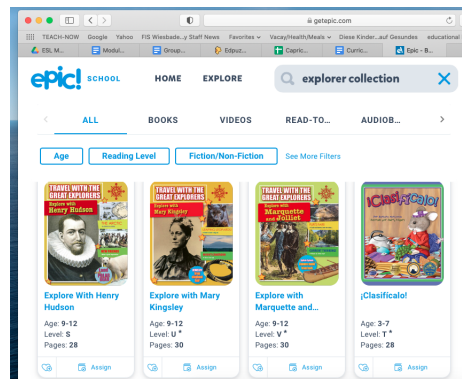 getepic.com
TEACH-NOW Google Yahoo FIS Wiesbade...y Staff News Favorites Vacay/Health/Meals Diese Kinder...auf Gesundes educational
ESL M... Modul... Group... Edpuz... Capric... Curric... Epic - B...
epic! SCHOOL HOME EXPLORE explorer collection
ALL BOOKS VIDEOS READ-TO... AUDIOB...
Age Reading Level Fiction/Non-Fiction See More Filters
TRAVEL WITH THE GREAT EXPLORERS TRAVEL WITH THE GREAT EXPLORERS TRAVEL WITH THE GREAT EXPLORERS ¡Clasifícalo!
Explore with Henry Hudson Explore with Mary Kingsley Explore with Marquette and Jolliet
Explore With Henry Hudson Explore with Mary Kingsley Explore with Marquette and... ¡Clasifícalo!
Age: 9-12 Age: 9-12 Age: 9-12 Age: 3-7
Level: S Level: U * Level: V * Level: T *
Pages: 28 Pages: 30 Pages: 30 Pages: 28
Assign Assign Assign Assign